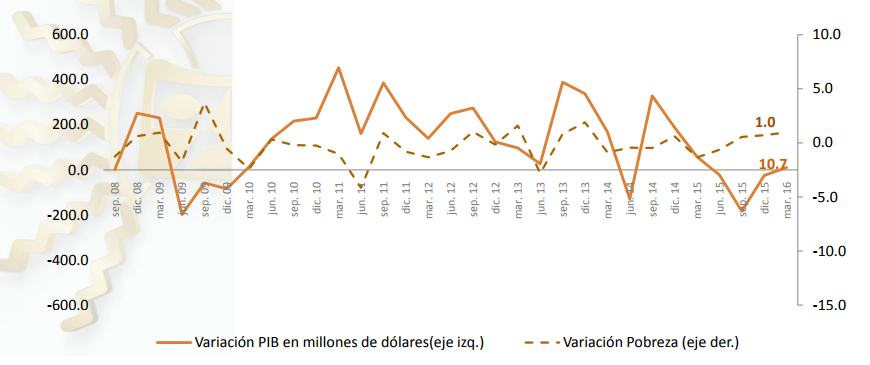 600.0
400.0
200.0
0.0
-200.0
-400.0
-600.0
10.0
5.0
0.0
-5.0
-10.0
-15.0
1.0
10.7
sep. 08
dic. 08
mar. 09
jun. 09
sep. 09
dic. 09
mar. 10
jun. 10
sep. 10
dic. 10
mar. 11
jun. 11
sep. 11
dic. 11
mar. 12
jun. 12
sep. 12
dic. 12
mar. 13
jun. 13
sep. 13
dic. 13
mar. 14
jun. 14
sep. 14
dic. 14
mar. 15
jun. 15
sep. 15
dic. 15
mar. 16
Variación PIB en millones de dólares(eje izq.)
Variación Pobreza (eje der.)